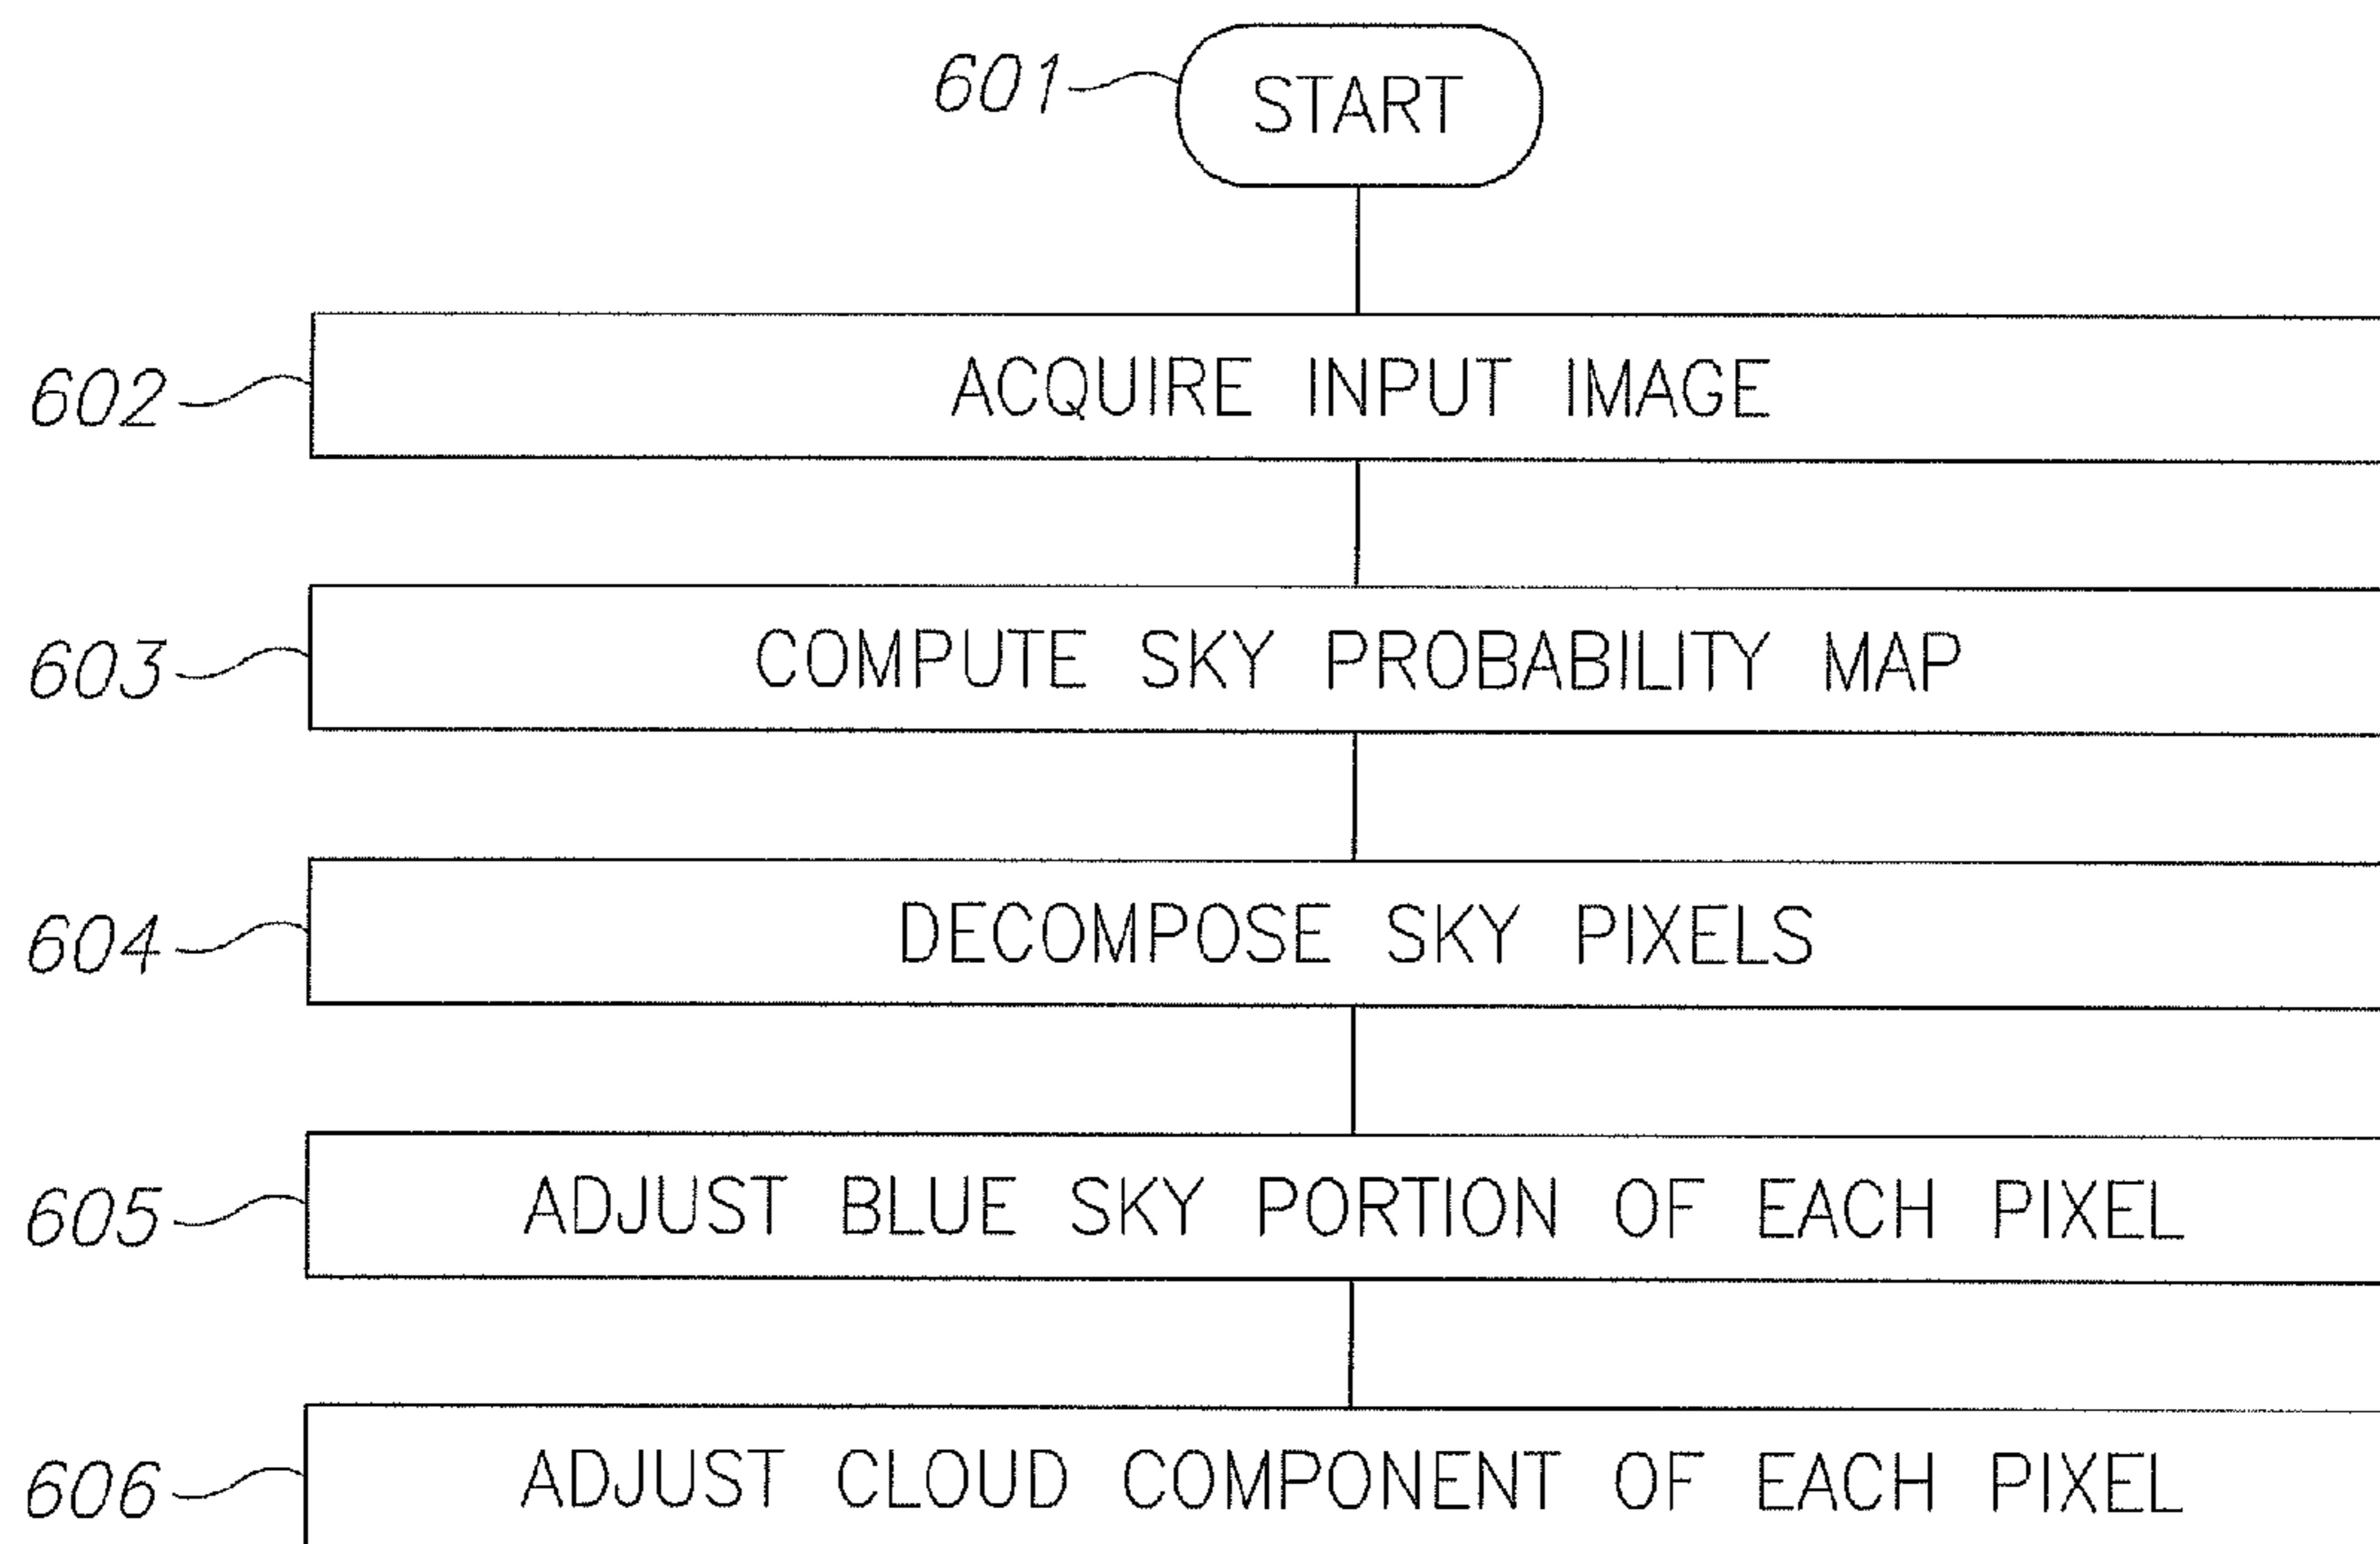 601 START
602 ACQUIRE INPUT IMAGE
603 COMPUTE SKY PROBABILITY MAP
604 DECOMPOSE SKY PIXELS
605 ADJUST BLUE SKY PORTION OF EACH PIXEL
606 ADJUST CLOUD COMPONENT OF EACH PIXEL